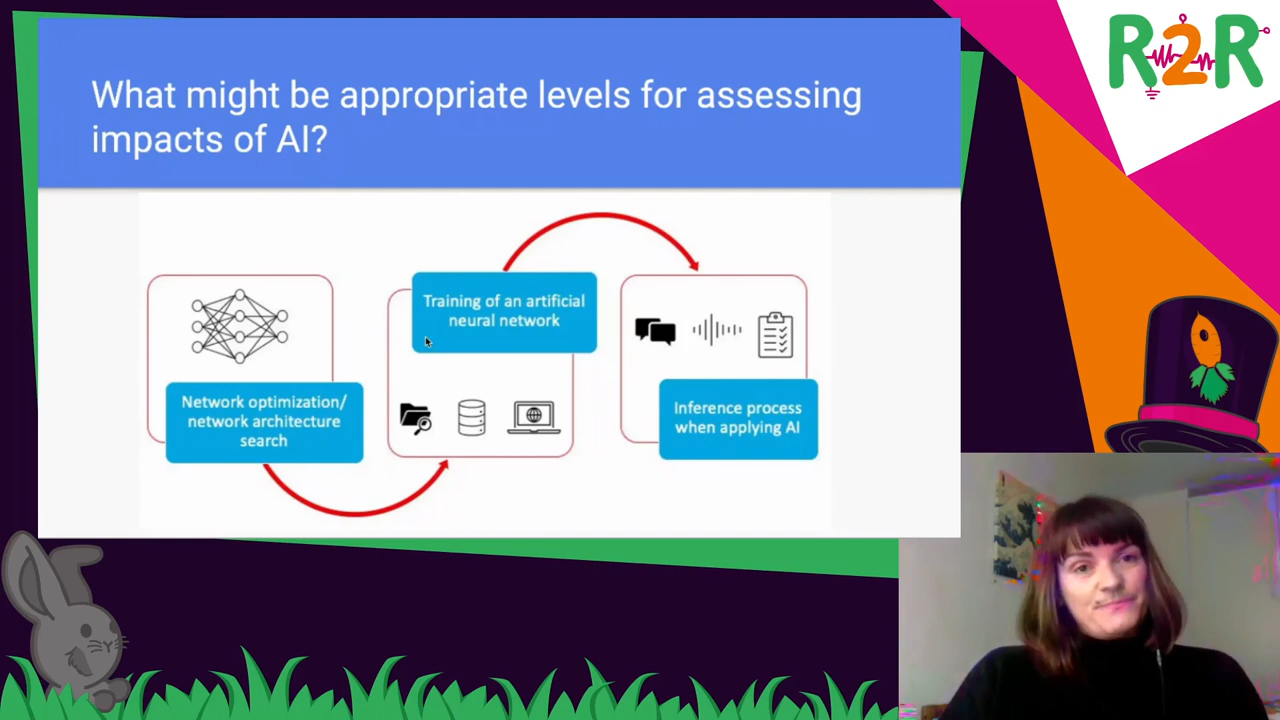 What might be appropriate levels for assessing
impacts of AI?
R2R
Network optimization/
network architecture
search
Training of an artificial
neural network
Inference process
when applying AI